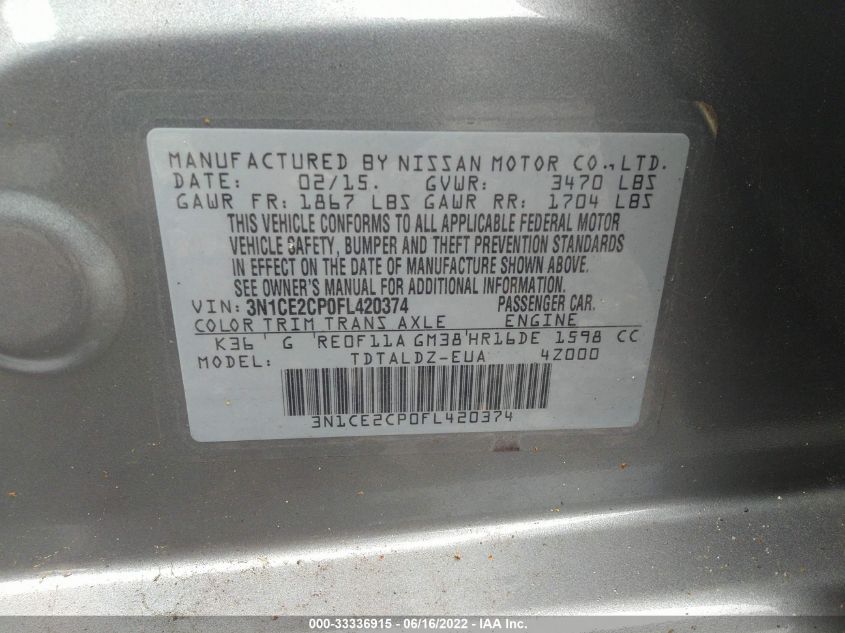 MANUFACTURED BY NISSAN MOTOR CO., LTD.
DATE: 02/15. GVWR: 3470 LBS
GAWR FR: 1867 LBS GAWR RR: 1704 LBS
THIS VEHICLE CONFORMS TO ALL APPLICABLE FEDERAL MOTOR
VEHICLE SAFETY, BUMPER AND THEFT PREVENTION STANDARDS
IN EFFECT ON THE DATE OF MANUFACTURE SHOWN ABOVE.
SEE OWNER'S MANUAL FOR ADDITIONAL INFORMATION.
VIN: 3N1CE2CP0FL420374 PASSENGER CAR.
COLOR TRIM TRANS AXLE ENGINE
K36 ' G 'RE0F11A GM38'HR16DE 1598 CC
MODEL: TDTALDZ-EUA 4Z000
3N1CE2CP0FL420374
000-33336915 - 06/16/2022 - IAA Inc.